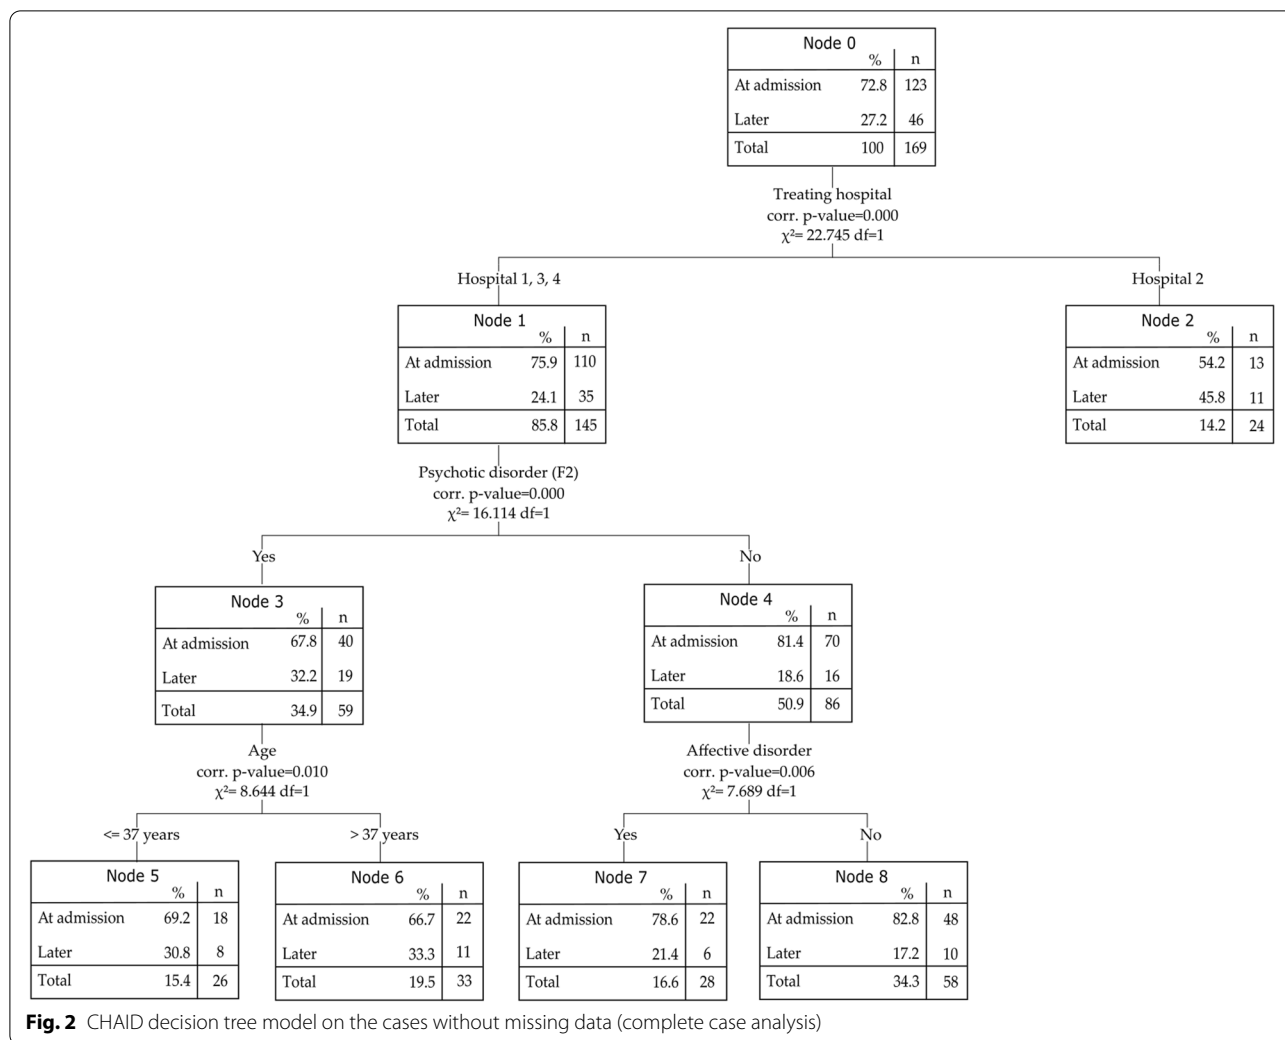 Node 0
% n
At admission 72.8 123
Later 27.2 46
Total 100 169
Treating hospital
corr. p-value=0.000
χ²= 22.745 df=1
Hospital 1, 3, 4
Hospital 2
Node 1
% n
At admission 75.9 110
Later 24.1 35
Total 85.8 145
Node 2
% n
At admission 54.2 13
Later 45.8 11
Total 14.2 24
Psychotic disorder (F2)
corr. p-value=0.000
χ²= 16.114 df=1
Yes
No
Node 3
% n
At admission 67.8 40
Later 32.2 19
Total 34.9 59
Node 4
% n
At admission 81.4 70
Later 18.6 16
Total 50.9 86
Age
corr. p-value=0.010
χ²= 8.644 df=1
Affective disorder
corr. p-value=0.006
χ²= 7.689 df=1
<= 37 years
> 37 years
Yes
No
Node 5
% n
At admission 69.2 18
Later 30.8 8
Total 15.4 26
Node 6
% n
At admission 66.7 22
Later 33.3 11
Total 19.5 33
Node 7
% n
At admission 78.6 22
Later 21.4 6
Total 16.6 28
Node 8
% n
At admission 82.8 48
Later 17.2 10
Total 34.3 58
Fig. 2 CHAID decision tree model on the cases without missing data (complete case analysis)